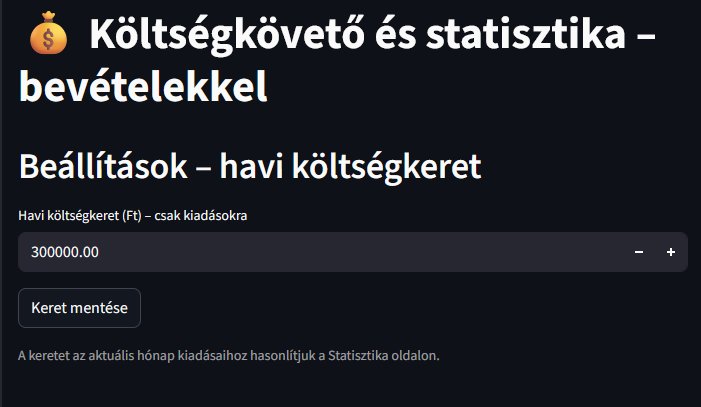 Költségkövető és statisztika –
bevételekkel
Beállítások – havi költségkeret
Havi költségkeret (Ft) – csak kiadásokra
300000.00
Keret mentése
A keretet az aktuális hónap kiadásaihoz hasonlítjuk a Statisztika oldalon.